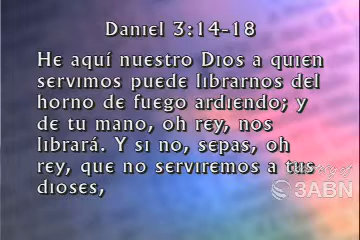 Daniel 3:14-18
He aquí nuestro Dios a quien
servimos puede librarnos del
horno de fuego ardiendo; y
de tu mano, oh rey, nos
librará. Y si no, sepas, oh
rey, que no serviremos a tus
dioses,
3ABN